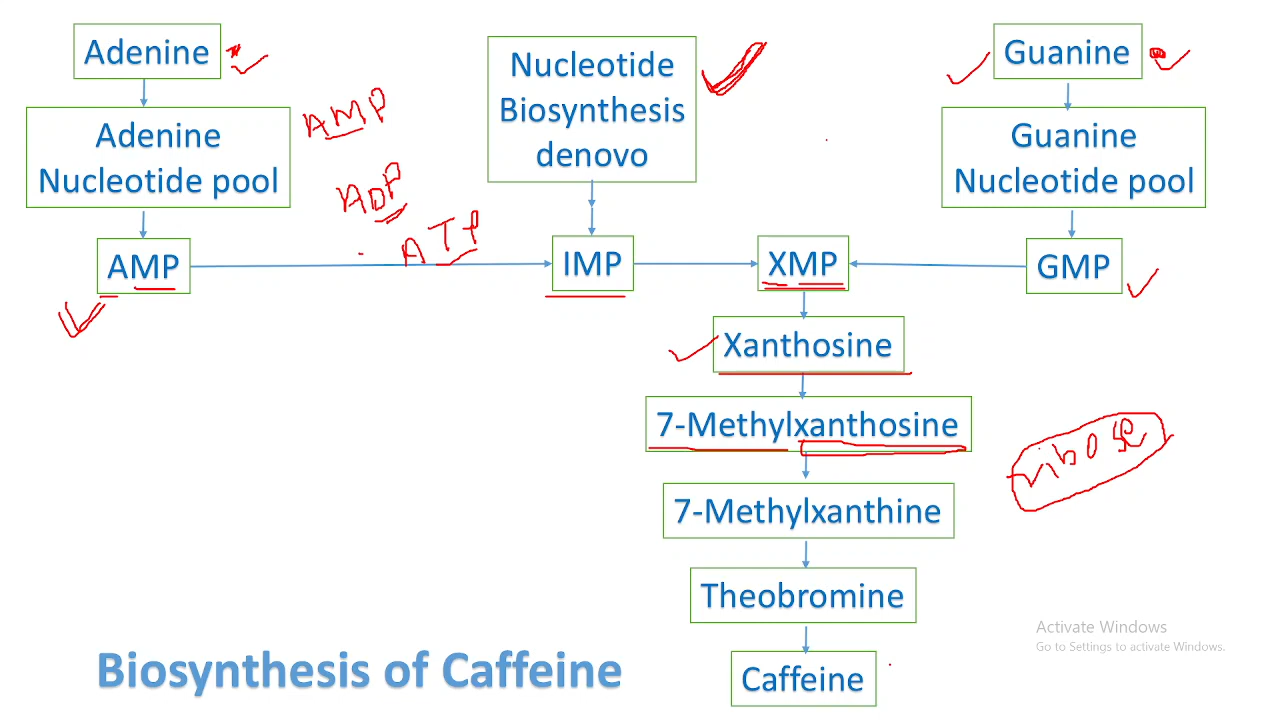 Adenine
Adenine
Nucleotide pool
AMP
AMP
ADP
ATP
Nucleotide
Biosynthesis
denovo
IMP
XMP
Guanine
Guanine
Nucleotide pool
GMP
Xanthosine
7-Methylxanthosine
ribose
7-Methylxanthine
Theobromine
Caffeine
Biosynthesis of Caffeine
Activate Windows
Go to Settings to activate Windows.